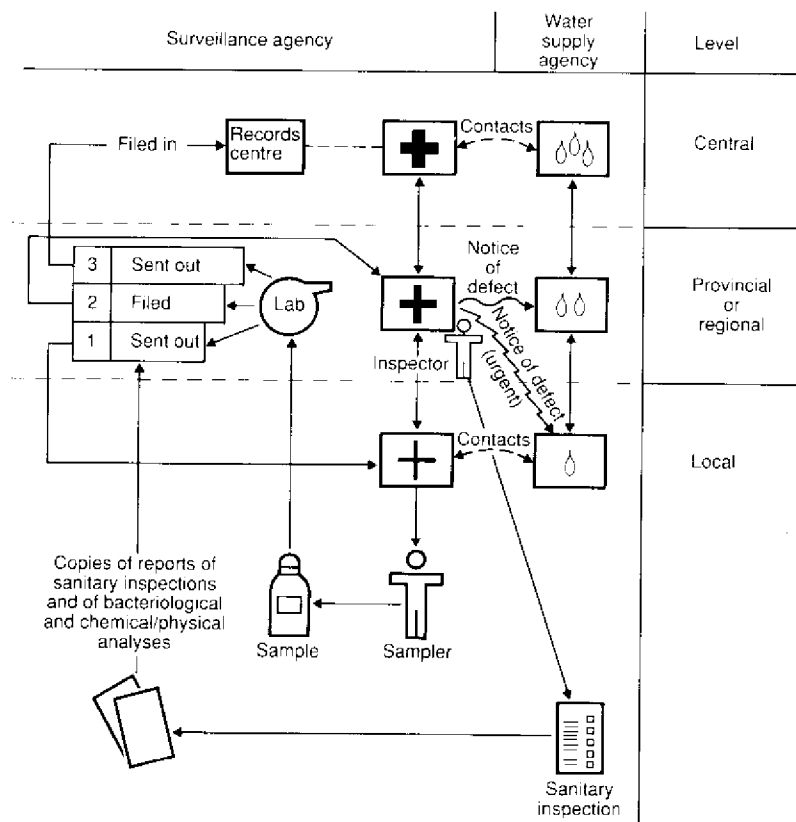 Surveillance agency
Water
supply
agency
Level
Filed in
Records
centre
Contacts
Central
3 Sent out
2 Filed
1 Sent out
Lab
Notice
of
defect
Notice of defect
(urgent)
Inspector
Provincial
or
regional
Contacts
Local
Copies of reports of
sanitary inspections
and of bacteriological
and chemical/physical
analyses
Sample
Sampler
Sanitary
inspection